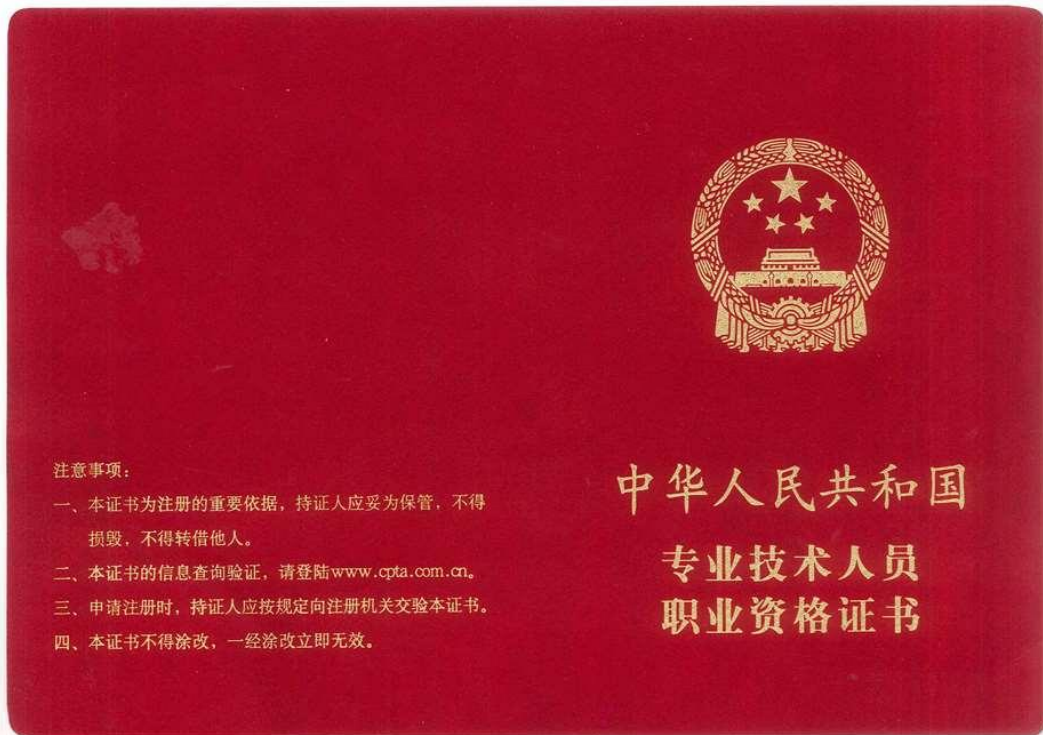 注意事项：
一、本证书为注册的重要依据，持证人应妥为保管，不得
损毁，不得转借他人。
二、本证书的信息查询验证，请登陆www.cpta.com.cn。
三、申请注册时，持证人应按规定向注册机关交验本证书。
四、本证书不得涂改，一经涂改立即无效。
中华人民共和国
专业技术人员
职业资格证书